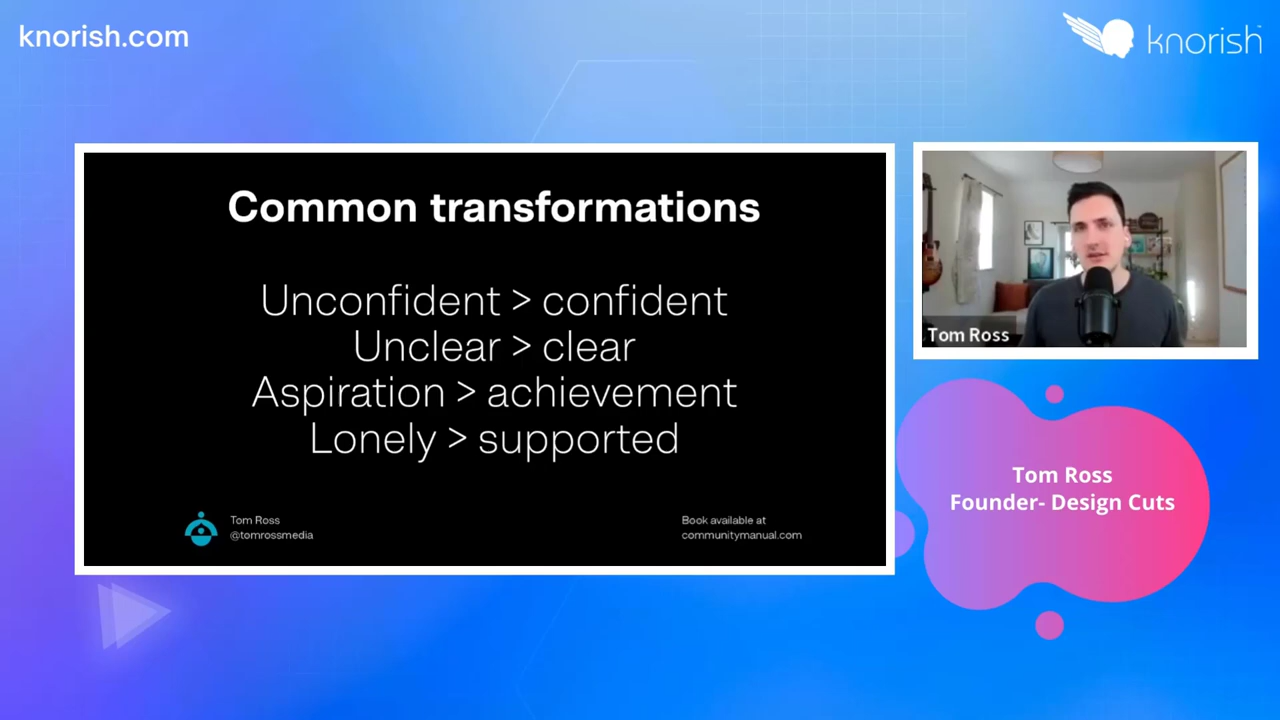 knorish.com
knorish
Common transformations
Unconfident > confident
Unclear > clear
Aspiration > achievement
Lonely > supported
Tom Ross
@tomrossmedia
Book available at
communitymanual.com
Tom Ross
Tom Ross
Founder- Design Cuts